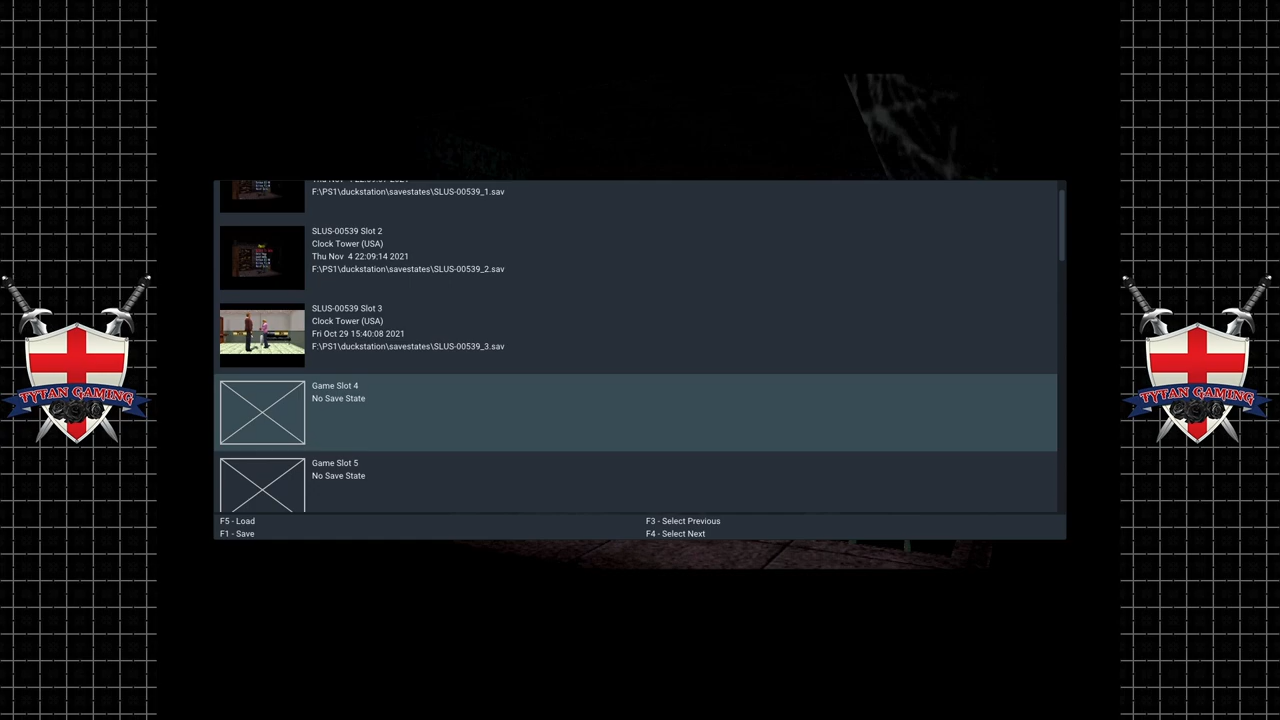 F:\PS1\duckstation\savestates\SLUS-00539_1.sav
SLUS-00539 Slot 2
Clock Tower (USA)
Thu Nov  4 22:09:14 2021
F:\PS1\duckstation\savestates\SLUS-00539_2.sav
SLUS-00539 Slot 3
Clock Tower (USA)
Fri Oct 29 15:40:08 2021
F:\PS1\duckstation\savestates\SLUS-00539_3.sav
Game Slot 4
No Save State
Game Slot 5
No Save State
F5 - Load
F3 - Select Previous
F1 - Save
F4 - Select Next
TYTAN GAMING
TYTAN GAMING